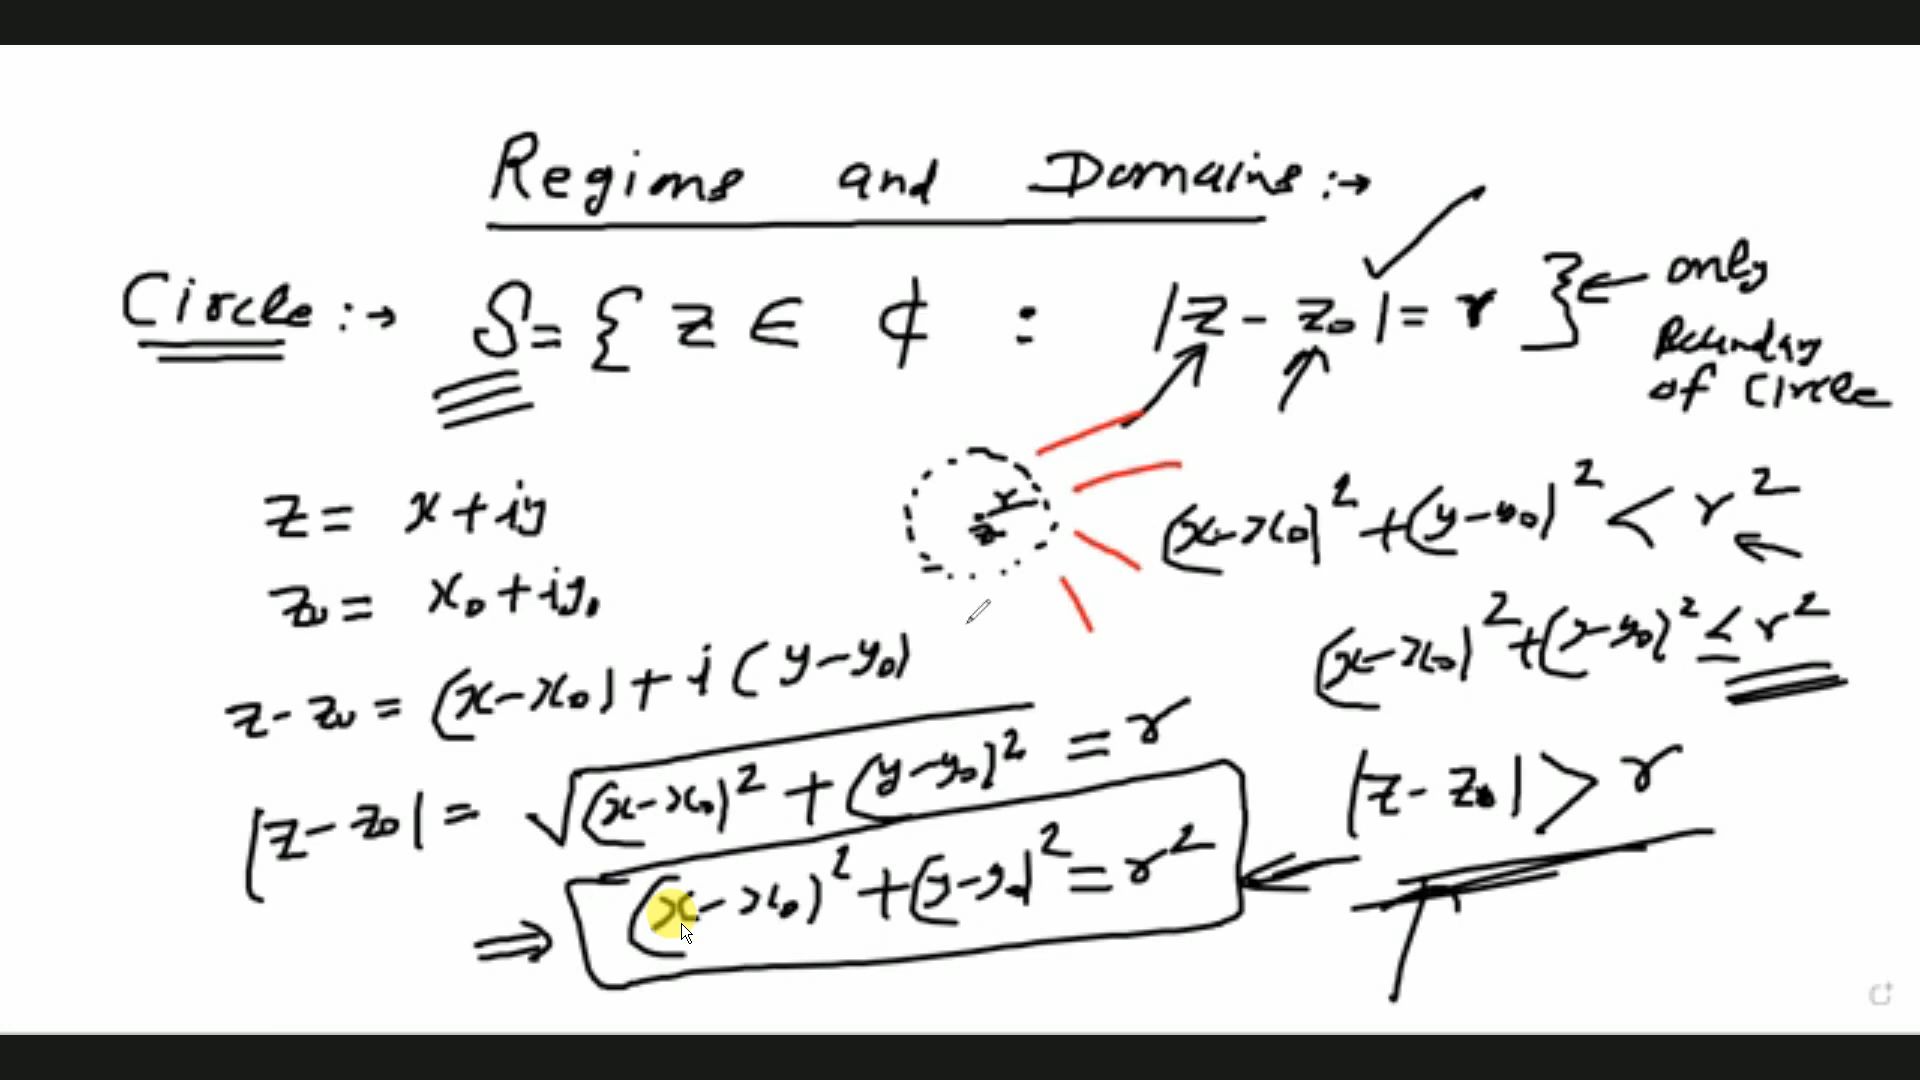 Regions and Domains :→
Circle :→ S = { z ∈ ₵ : |z - z₀| = r } ← only
Boundary
of Circle
r
z
z = x + iy
(x-x₀)² + (y-y₀)² < r²
z₀ = x₀ + iy₀
(x-x₀)² + (y-y₀)² ≤ r²
z - z₀ = (x-x₀) + i (y-y₀)
|z - z₀| = √(x-x₀)² + (y-y₀)² = r
|z - z₀| > r
⇒ (x-x₀)² + (y-y₀)² = r²